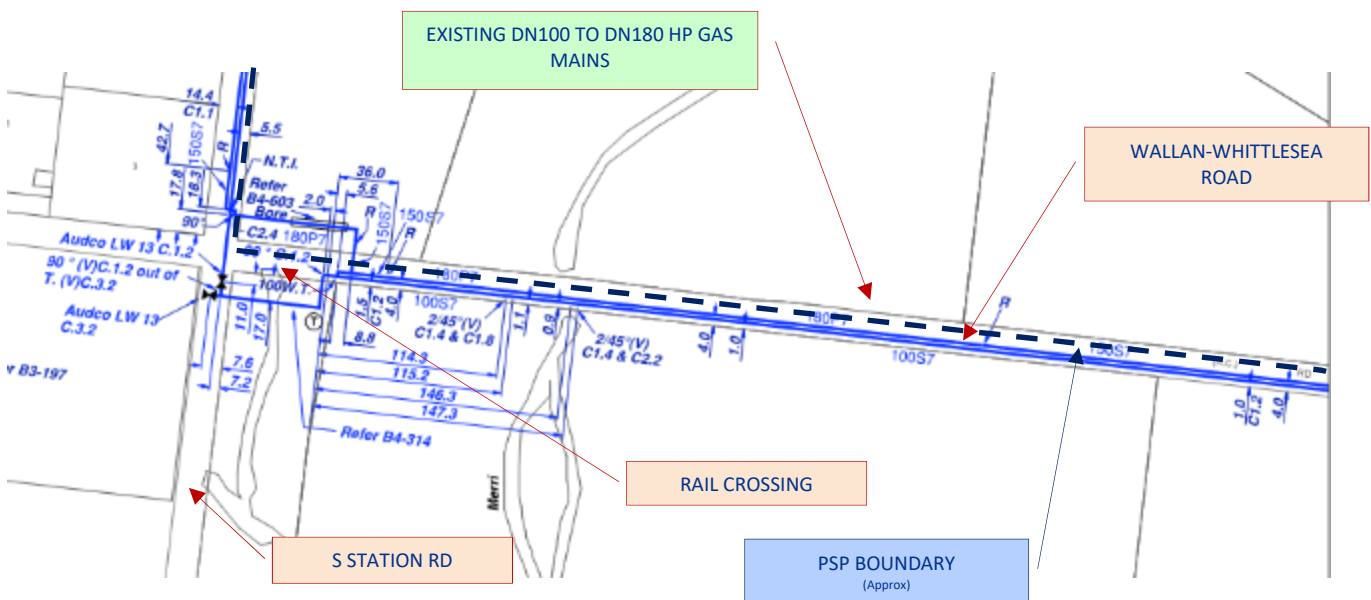 EXISTING DN100 TO DN180 HP GAS
MAINS
WALLAN-WHITTLESEA
ROAD
14.4
C1.1
5.5
42.7
150S7
R
N.T.I.
17.8
18.3
Refer
B4-603
Bore
2.0
36.0
5.6
R
150S7
150S7
R
90°
C2.4 180P7
Audco LW 13 C.1.2
90 ° (V)C.1.2 out of
T. (V)C.3.2
100W.T.
Audco LW 13
C.3.2
11.0
17.0
T
1.5
C1.2
4.0
100S7
8.8
2/45°(V)
C1.4 & C1.8
1.1
0.9
2/45°(V)
C1.4 & C2.2
4.0
1.0
180P7
R
100S7
150S7
RD
1.0
C1.2
4.0
7.6
7.2
B3-197
114.3
115.2
146.3
147.3
Refer B4-314
Merri
RAIL CROSSING
S STATION RD
PSP BOUNDARY
(Approx)